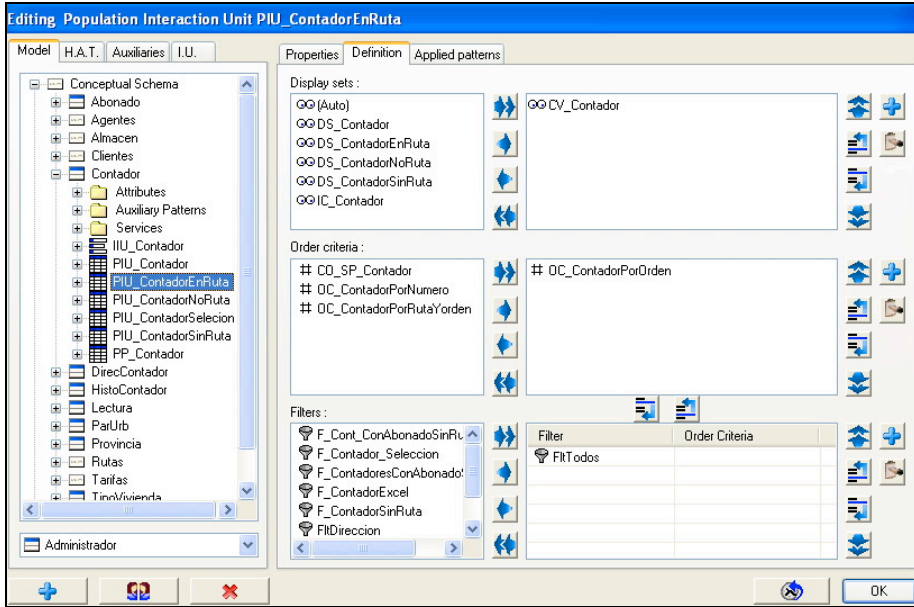 Editing Population Interaction Unit PIU_ContadorEnRuta
Model H.A.T. Auxiliaries I.U.
Conceptual Schema
Abonado
Agentes
Almacen
Clientes
Contador
Attributes
Auxiliary Patterns
Services
IIU_Contador
PIU_Contador
PIU_ContadorEnRuta
PIU_ContadorNoRuta
PIU_ContadorSelecion
PIU_ContadorSinRuta
PP_Contador
DirecContador
HistoContador
Lectura
ParUrb
Provincia
Rutas
Tarifas
TipoVivienda
Administrador
Properties Definition Applied patterns
Display sets :
(Auto)
DS_Contador
DS_ContadorEnRuta
DS_ContadorNoRuta
DS_ContadorSinRuta
IC_Contador
CV_Contador
Order criteria :
CO_SP_Contador
OC_ContadorPorNumero
OC_ContadorPorRutaYorden
OC_ContadorPorOrden
Filters :
F_Cont_ConAbonadoSinRu
F_Contador_Seleccion
F_ContadoresConAbonado
F_ContadorExcel
F_ContadorSinRuta
FltDireccion
Filter Order Criteria
FltTodos
OK